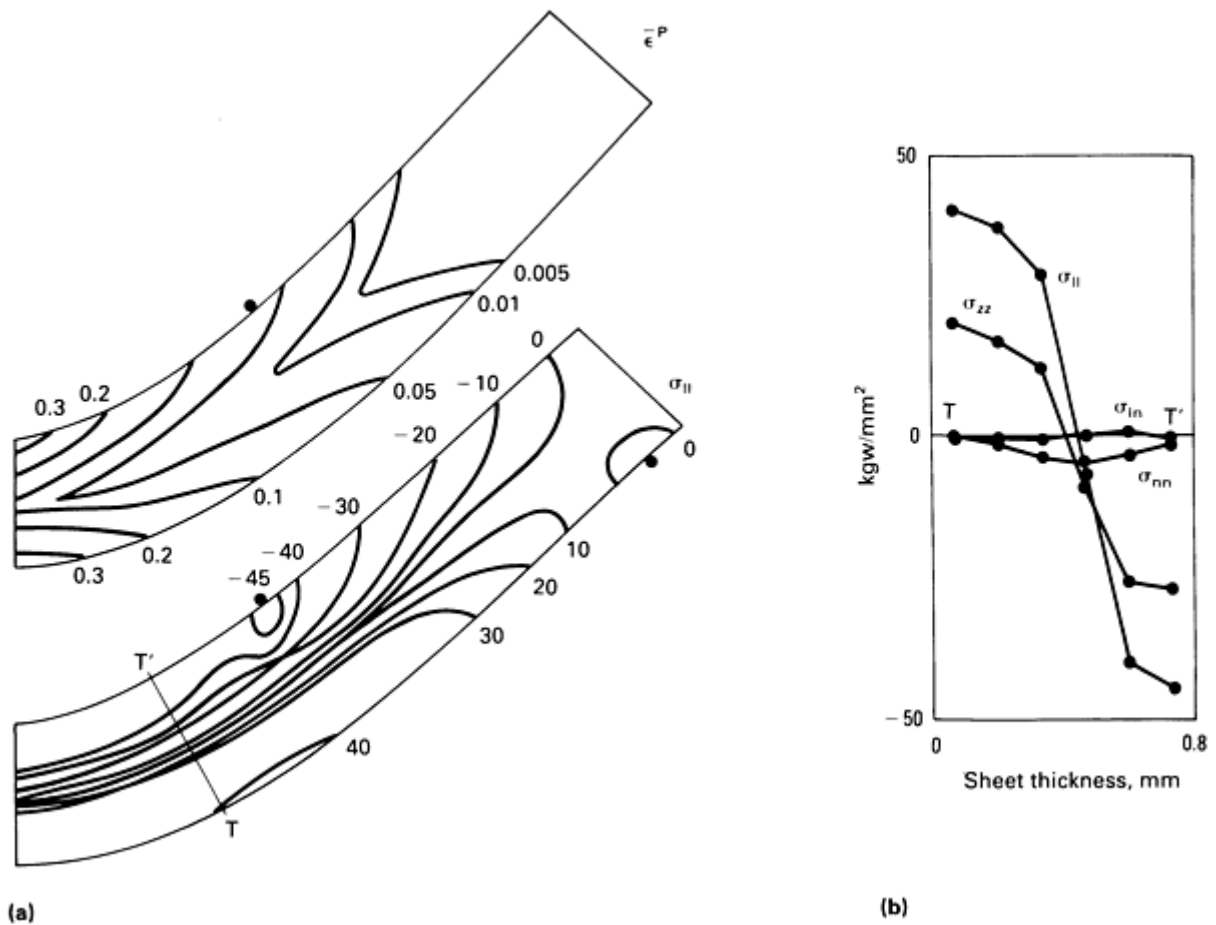 ε̄ᴾ
0.005
0.01
0.05
0.1
0.2
0.3
0.3
0.2
σll
0
-10
-20
-30
-40
-45
0
10
20
30
40
T'
T
(a)
50
0
-50
kgw/mm²
σll
σzz
σln
σnn
T
T'
0
0.8
Sheet thickness, mm
(b)